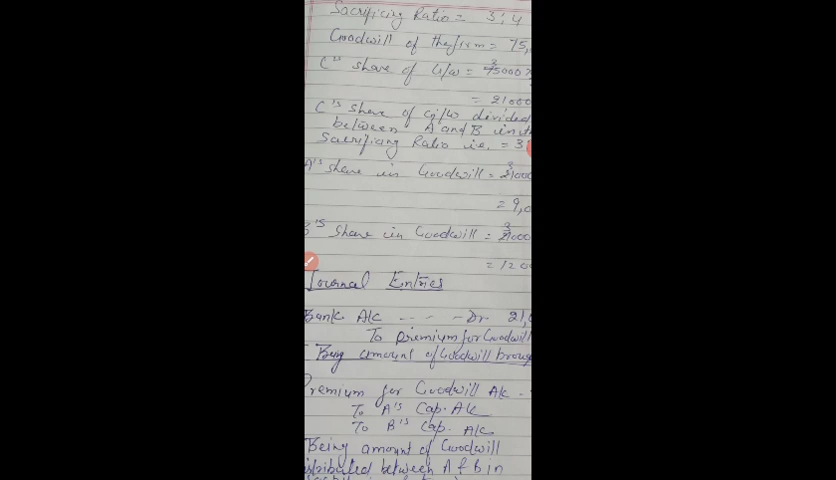 Sacrificing Ratio = 3:4
Goodwill of the firm = 75,
C's share of G/w = 75000 x
= 21000
C's share of G/w divided
between A and B in
Sacrificing Ratio i.e. = 3
A's share in Goodwill = 21000
= 9,0
B's share in Goodwill = 21000
= 1200
Journal Entries
Bank A/c --- - Dr. 21,
To premium for Goodwill
Being amount of Goodwill
Premium for Goodwill A/c -
To A's Cap. A/c
To B's Cap. A/c
Being amount of Goodwill
between A & B in